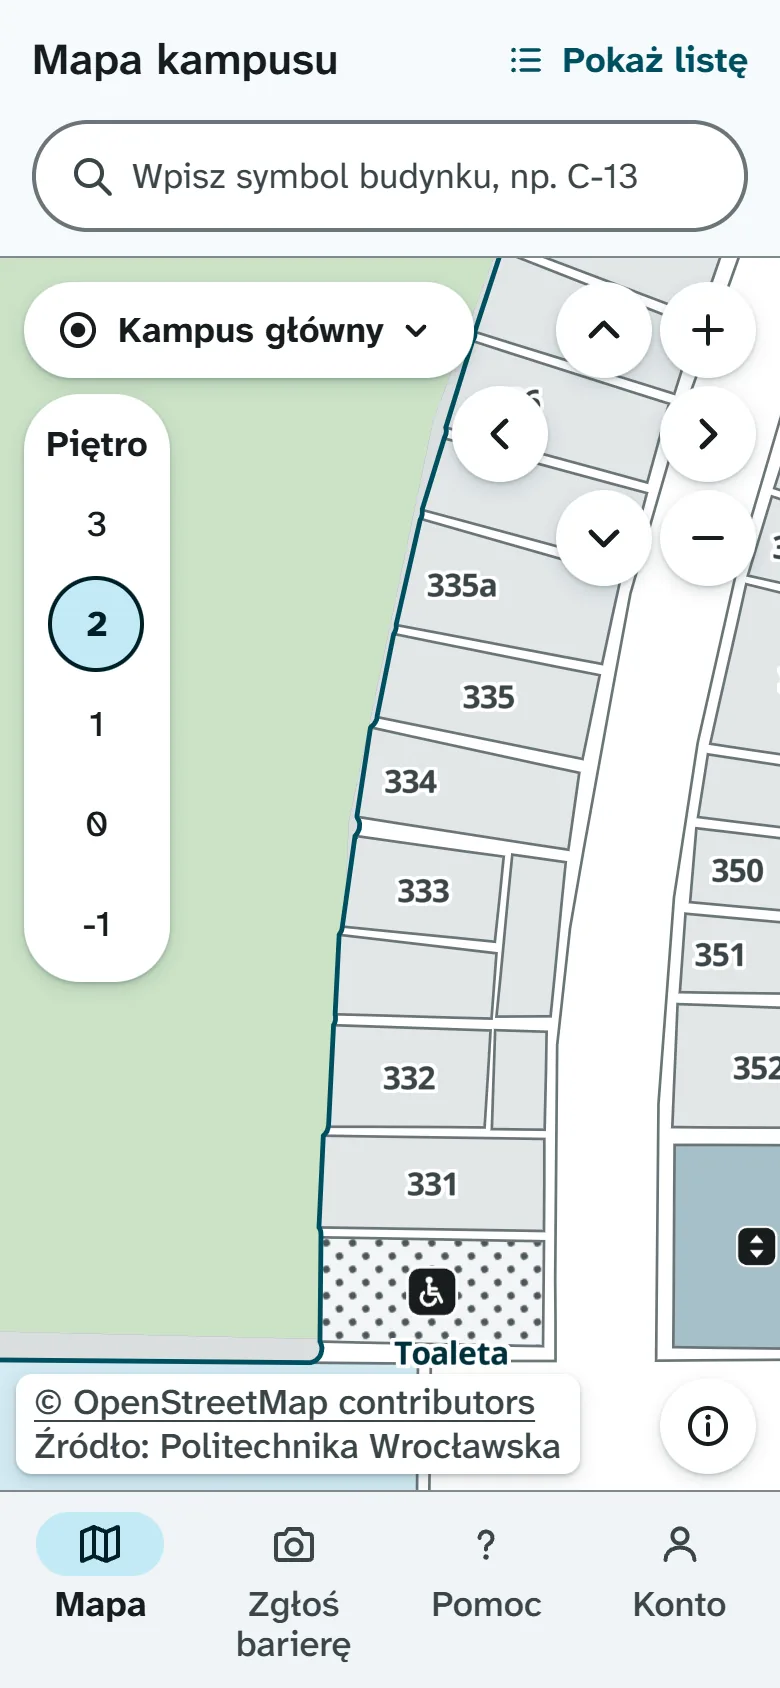 Mapa kampusu
Pokaż listę
Wpisz symbol budynku, np. C-13
Kampus główny
Piętro
3
2
1
0
-1
335a
335
334
333
350
351
332
352
331
Toaleta
© OpenStreetMap contributors
Źródło: Politechnika Wrocławska
Mapa
Zgłoś
barierę
Pomoc
Konto